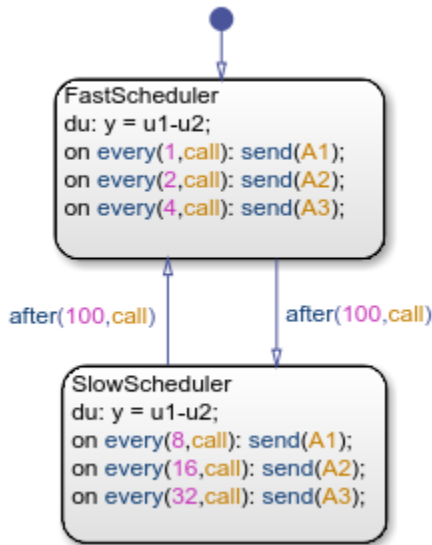 FastScheduler
du: y = u1-u2;
on every(1,call): send(A1);
on every(2,call): send(A2);
on every(4,call): send(A3);
after(100,call)
after(100,call)
SlowScheduler
du: y = u1-u2;
on every(8,call): send(A1);
on every(16,call): send(A2);
on every(32,call): send(A3);